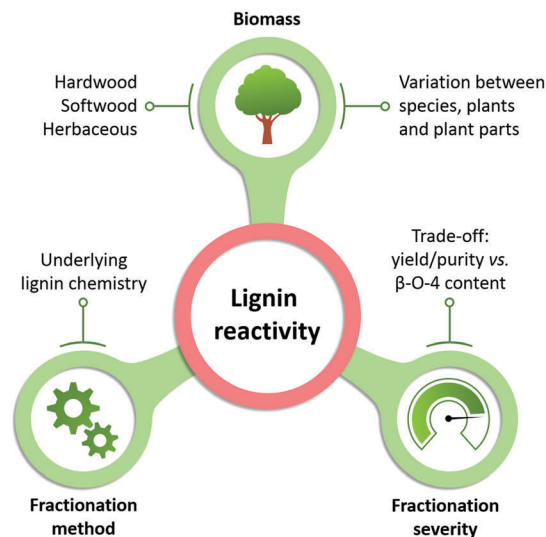 Biomass
Hardwood
Softwood
Herbaceous
Variation between
species, plants
and plant parts
Underlying
lignin chemistry
Trade-off:
yield/purity vs.
β-O-4 content
Lignin
reactivity
Fractionation
method
Fractionation
severity